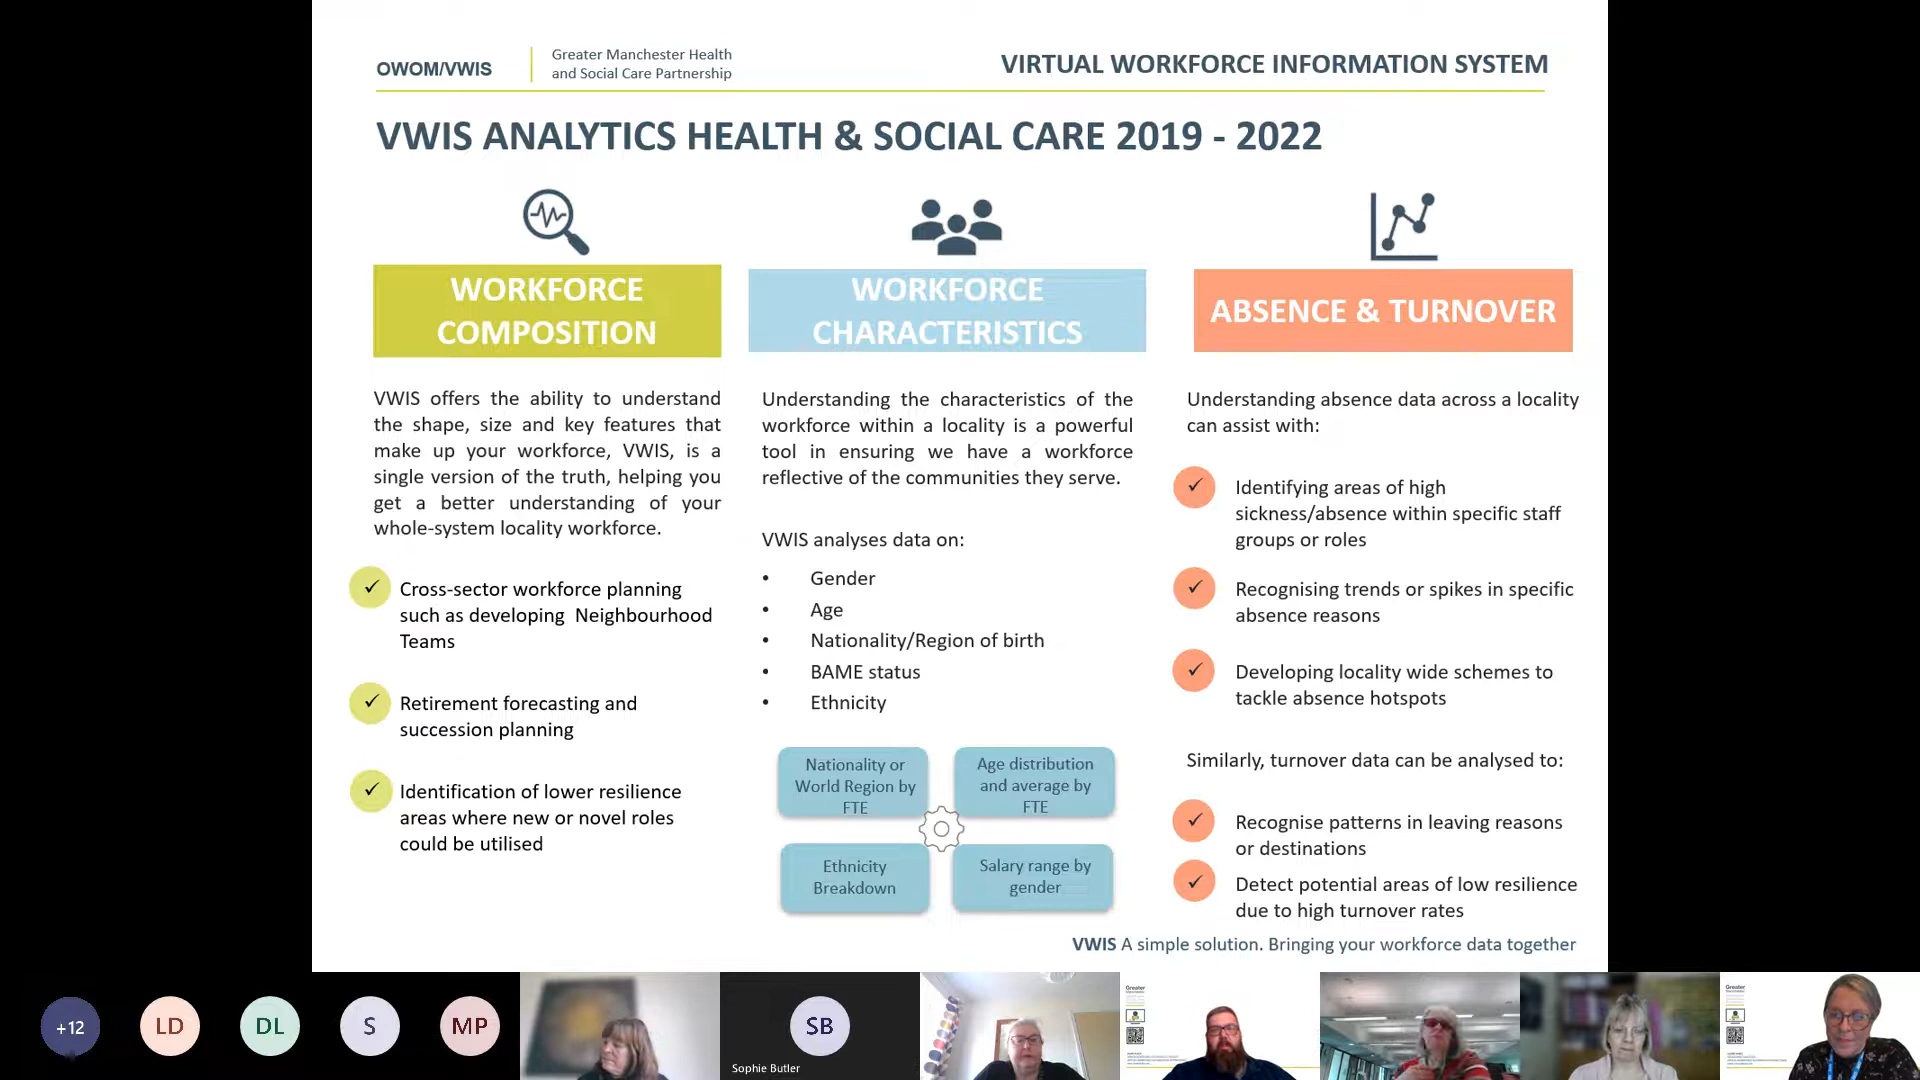 OWOM/VWIS
Greater Manchester Health
and Social Care Partnership
VIRTUAL WORKFORCE INFORMATION SYSTEM
VWIS ANALYTICS HEALTH & SOCIAL CARE 2019 - 2022
WORKFORCE
COMPOSITION
VWIS offers the ability to understand
the shape, size and key features that
make up your workforce, VWIS, is a
single version of the truth, helping you
get a better understanding of your
whole-system locality workforce.
✓ Cross-sector workforce planning
such as developing  Neighbourhood
Teams
✓ Retirement forecasting and
succession planning
✓ Identification of lower resilience
areas where new or novel roles
could be utilised
WORKFORCE
CHARACTERISTICS
Understanding the characteristics of the
workforce within a locality is a powerful
tool in ensuring we have a workforce
reflective of the communities they serve.
VWIS analyses data on:
• Gender
• Age
• Nationality/Region of birth
• BAME status
• Ethnicity
Nationality or
World Region by
FTE
Age distribution
and average by
FTE
Ethnicity
Breakdown
Salary range by
gender
ABSENCE & TURNOVER
Understanding absence data across a locality
can assist with:
✓ Identifying areas of high
sickness/absence within specific staff
groups or roles
✓ Recognising trends or spikes in specific
absence reasons
✓ Developing locality wide schemes to
tackle absence hotspots
Similarly, turnover data can be analysed to:
✓ Recognise patterns in leaving reasons
or destinations
✓ Detect potential areas of low resilience
due to high turnover rates
VWIS A simple solution. Bringing your workforce data together
+12
LD
DL
S
MP
SB
Sophie Butler
Greater
Greater